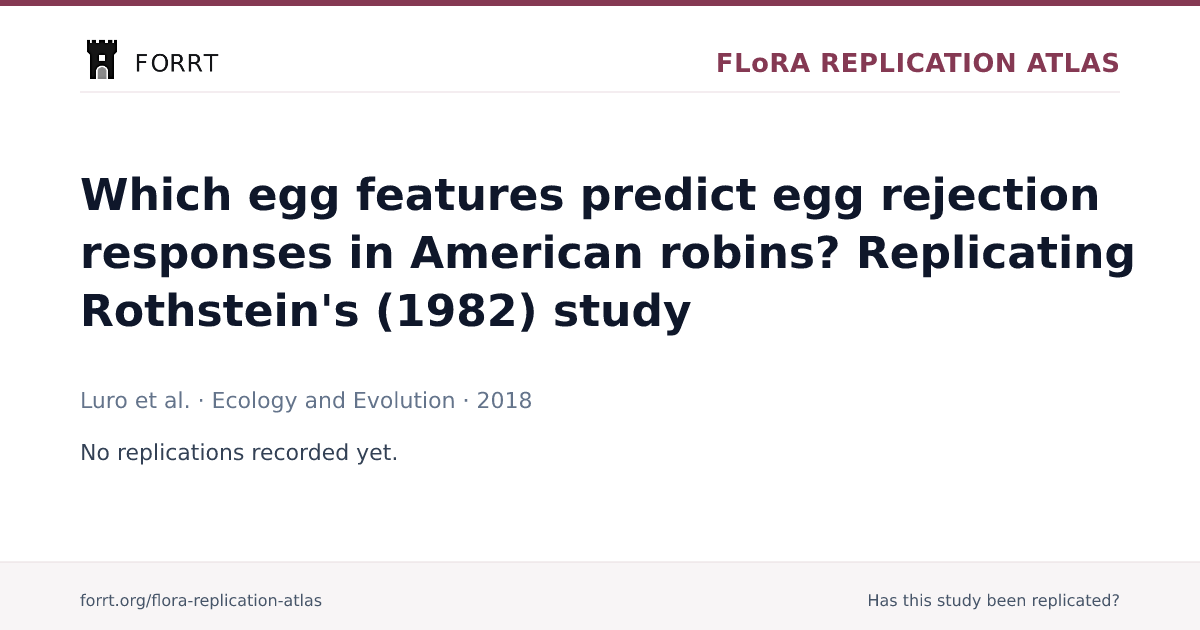 FORRT
FLoRA REPLICATION ATLAS
Which egg features predict egg rejection
responses in American robins? Replicating
Rothstein's (1982) study
Luro et al. · Ecology and Evolution · 2018
No replications recorded yet.
forrt.org/flora-replication-atlas
Has this study been replicated?